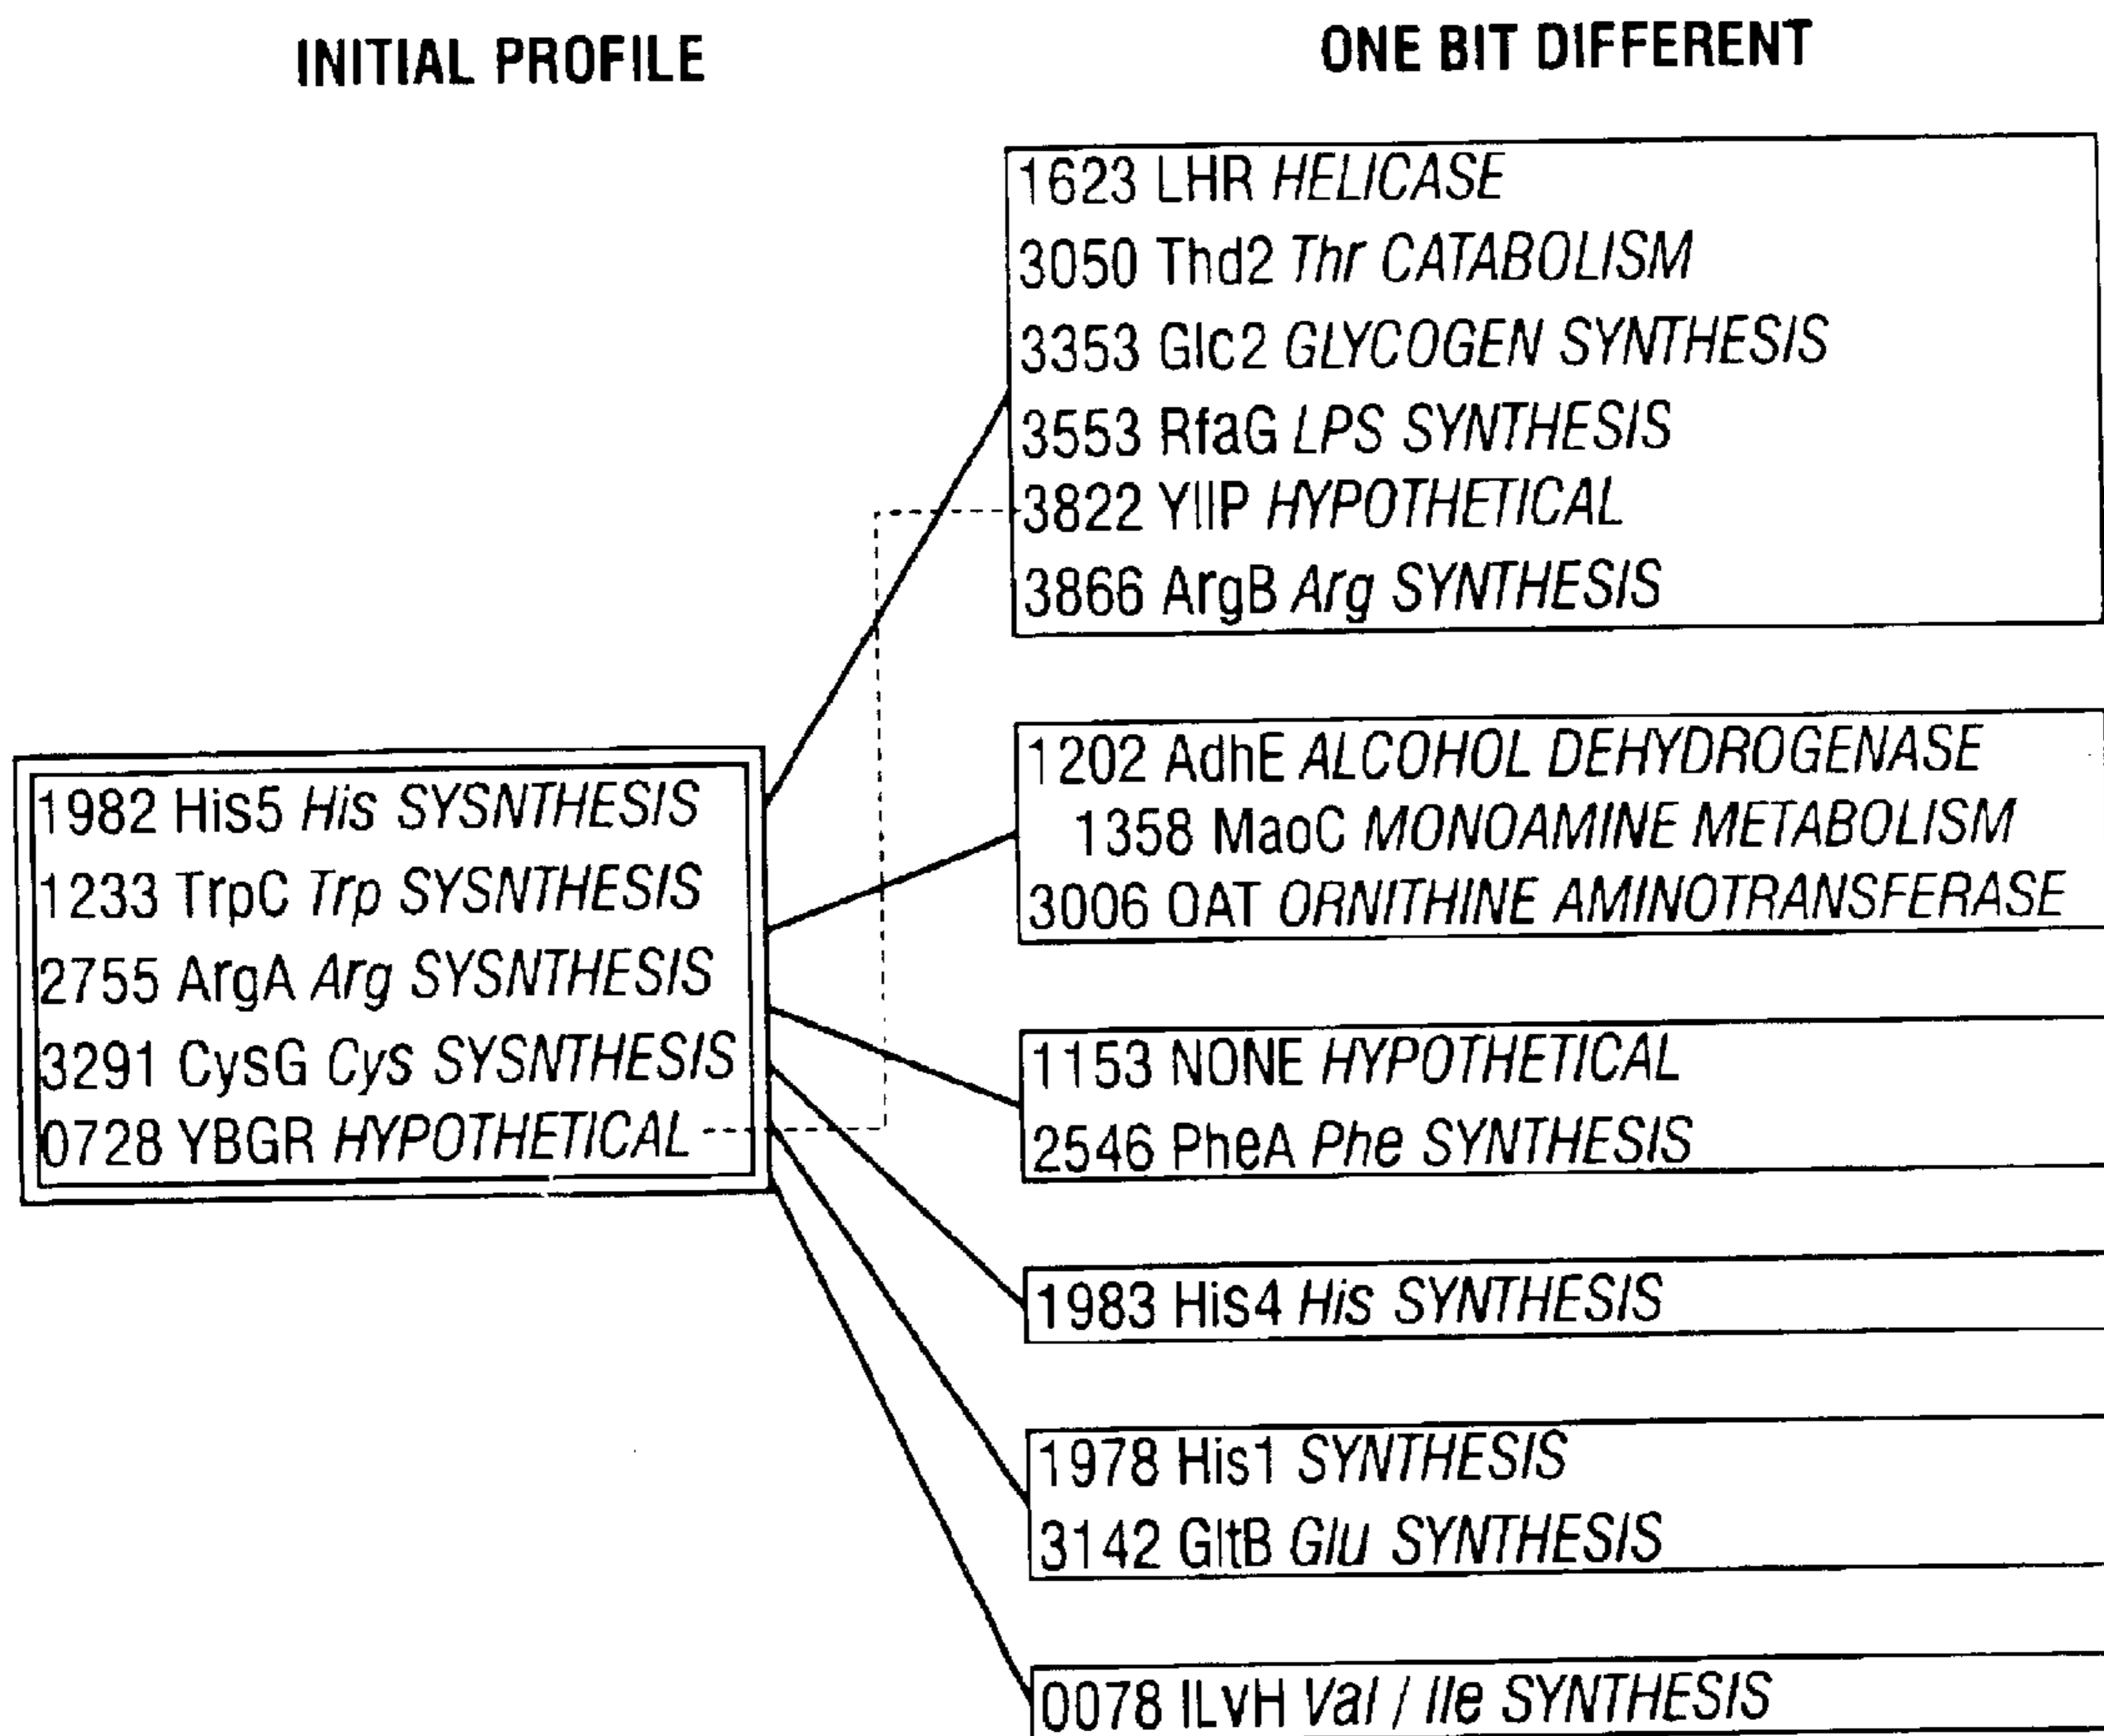 INITIAL PROFILE
ONE BIT DIFFERENT
1623 LHR HELICASE
3050 Thd2 Thr CATABOLISM
3353 Glc2 GLYCOGEN SYNTHESIS
3553 RfaG LPS SYNTHESIS
3822 YIIP HYPOTHETICAL
3866 ArgB Arg SYNTHESIS
1982 His5 His SYSNTHESIS
1233 TrpC Trp SYSNTHESIS
2755 ArgA Arg SYSNTHESIS
3291 CysG Cys SYSNTHESIS
0728 YBGR HYPOTHETICAL
1202 AdhE ALCOHOL DEHYDROGENASE
1358 MaoC MONOAMINE METABOLISM
3006 OAT ORNITHINE AMINOTRANSFERASE
1153 NONE HYPOTHETICAL
2546 PheA Phe SYNTHESIS
1983 His4 His SYNTHESIS
1978 His1 SYNTHESIS
3142 GltB Glu SYNTHESIS
0078 ILvH Val / Ile SYNTHESIS